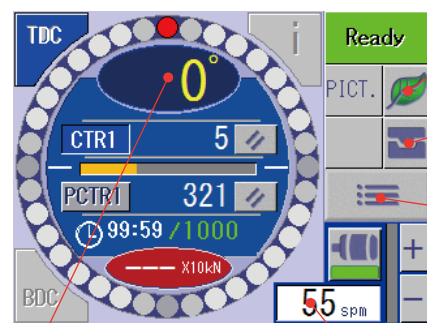 TDC
i
Ready
0°
PICT.
CTR1 5
PCTR1 321
99:59 /1000
--- X10kN
BDC
+
55 spm
−